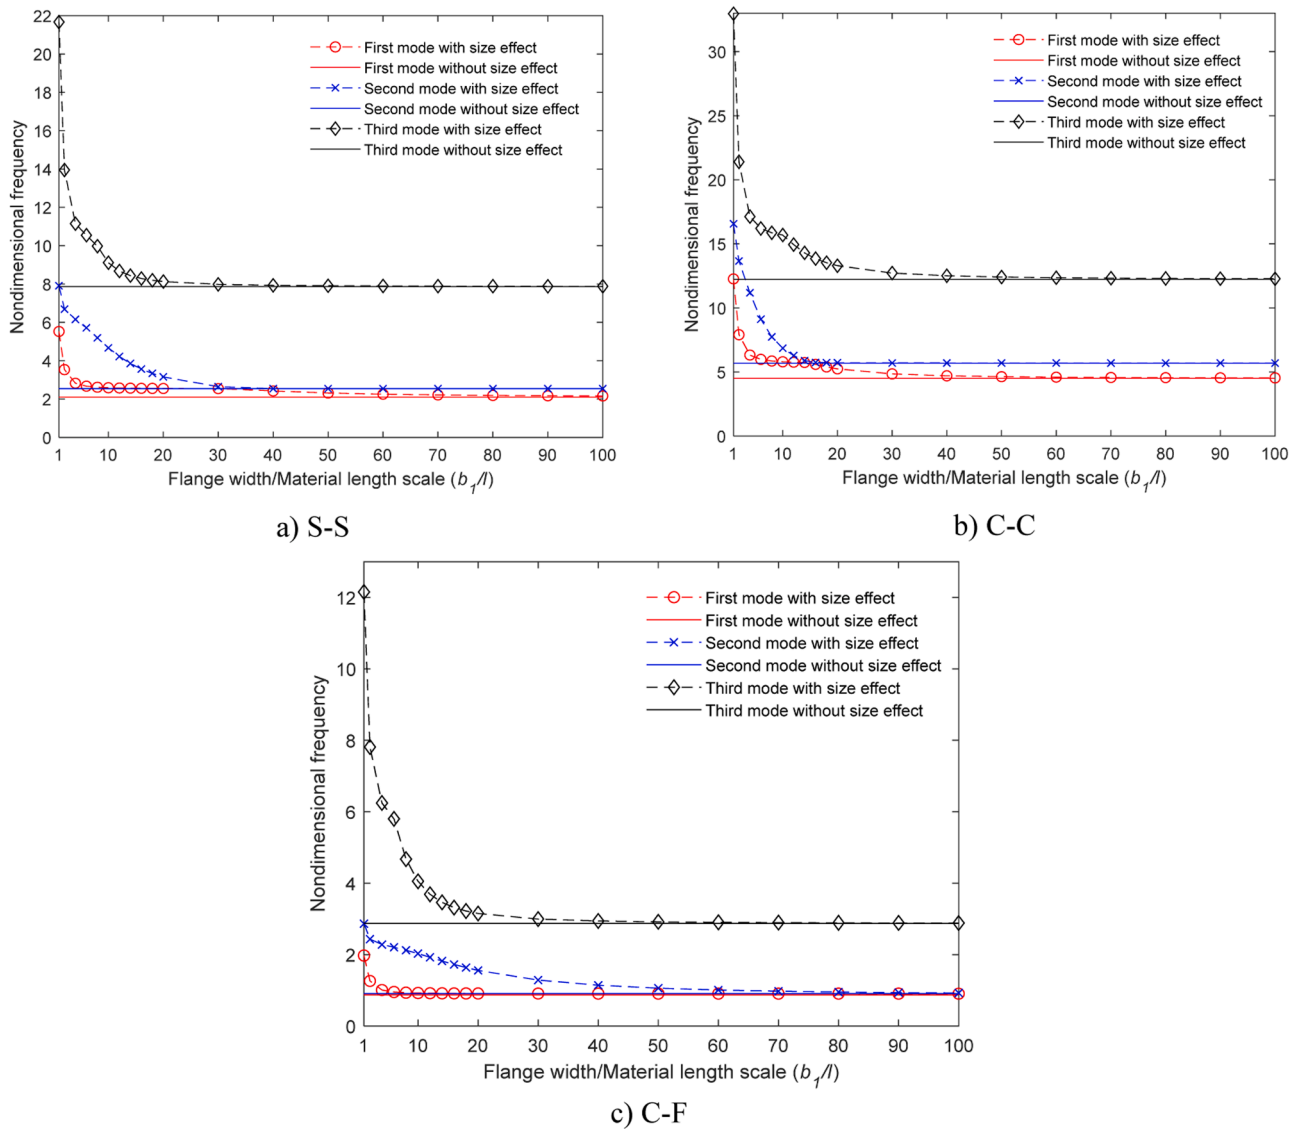 22
20
18
16
14
12
10
8
6
4
2
0
Nondimensional frequency
First mode with size effect
First mode without size effect
Second mode with size effect
Second mode without size effect
Third mode with size effect
Third mode without size effect
1 10 20 30 40 50 60 70 80 90 100
Flange width/Material length scale (b₁/l)
a) S-S
30
25
20
15
10
5
0
Nondimensional frequency
First mode with size effect
First mode without size effect
Second mode with size effect
Second mode without size effect
Third mode with size effect
Third mode without size effect
1 10 20 30 40 50 60 70 80 90 100
Flange width/Material length scale (b₁/l)
b) C-C
12
10
8
6
4
2
0
Nondimensional frequency
First mode with size effect
First mode without size effect
Second mode with size effect
Second mode without size effect
Third mode with size effect
Third mode without size effect
1 10 20 30 40 50 60 70 80 90 100
Flange width/Material length scale (b₁/l)
c) C-F